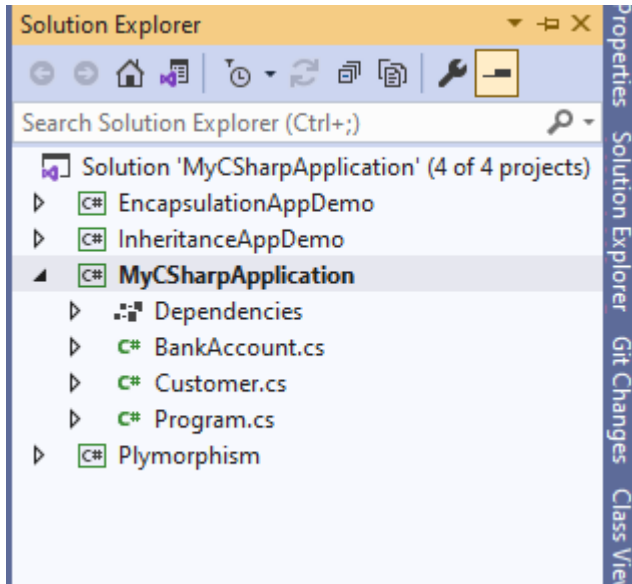 Solution Explorer
Search Solution Explorer (Ctrl+;)
Solution 'MyCSharpApplication' (4 of 4 projects)
C# EncapsulationAppDemo
C# InheritanceAppDemo
C# MyCSharpApplication
Dependencies
C# BankAccount.cs
C# Customer.cs
C# Program.cs
C# Plymorphism
Properties
Solution Explorer
Git Changes
Class View